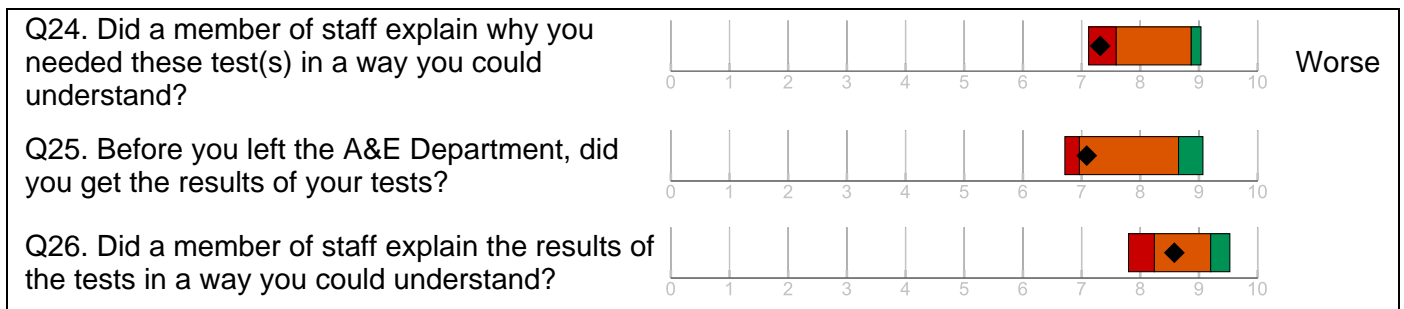 Q24. Did a member of staff explain why you
needed these test(s) in a way you could
understand?
Worse
0 1 2 3 4 5 6 7 8 9 10
Q25. Before you left the A&E Department, did
you get the results of your tests?
0 1 2 3 4 5 6 7 8 9 10
Q26. Did a member of staff explain the results of
the tests in a way you could understand?
0 1 2 3 4 5 6 7 8 9 10